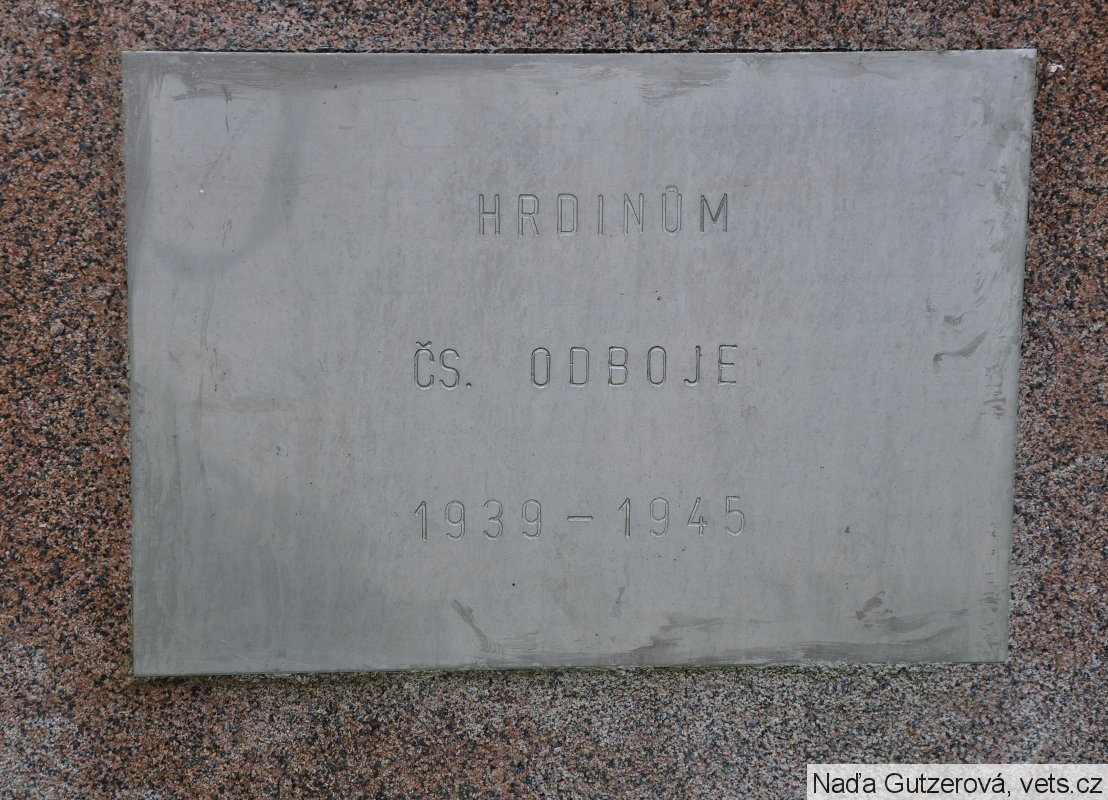 HRDINŮM
ČS. ODBOJE
1939 – 1945
Naďa Gutzerová, vets.cz